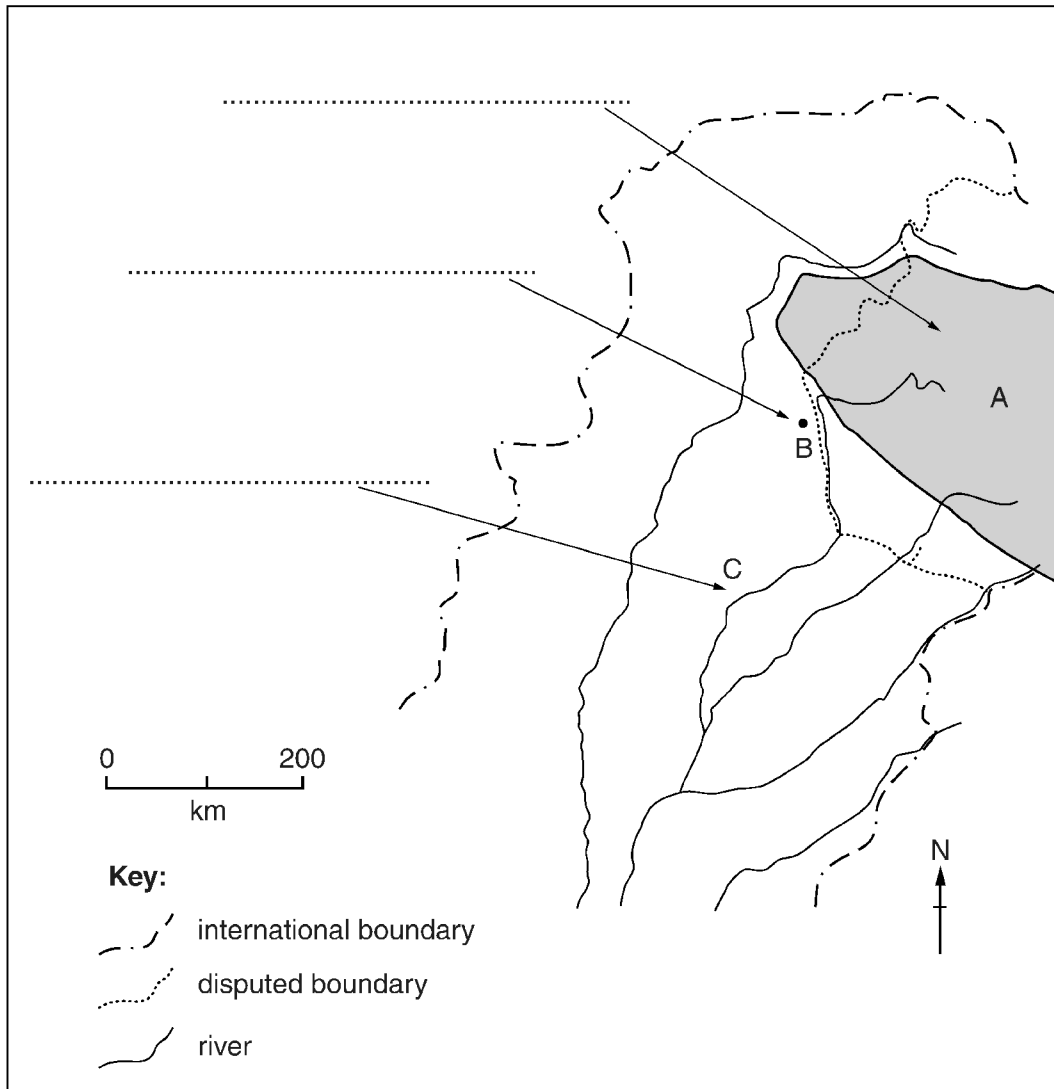 A
B
C
0 200
km
N
Key:
international boundary
disputed boundary
river